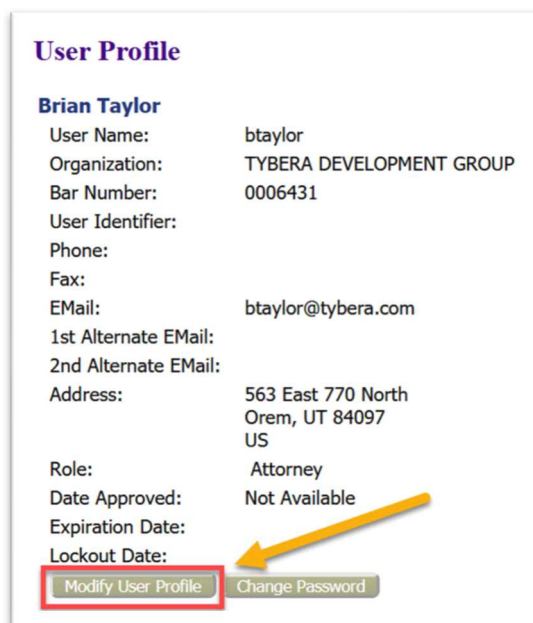 User Profile
Brian Taylor
User Name: btaylor
Organization: TYBERA DEVELOPMENT GROUP
Bar Number: 0006431
User Identifier:
Phone:
Fax:
EMail: btaylor@tybera.com
1st Alternate EMail:
2nd Alternate EMail:
Address: 563 East 770 North
Orem, UT 84097
US
Role: Attorney
Date Approved: Not Available
Expiration Date:
Lockout Date:
Modify User Profile Change Password